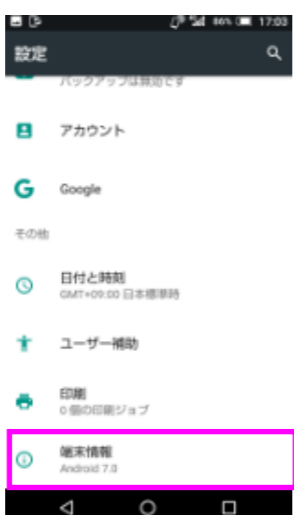 86% 17:03
設定
バックアップは無効です
アカウント
Google
その他
日付と時刻
GMT+09:00 日本標準時
ユーザー補助
印刷
0 個の印刷ジョブ
端末情報
Android 7.0